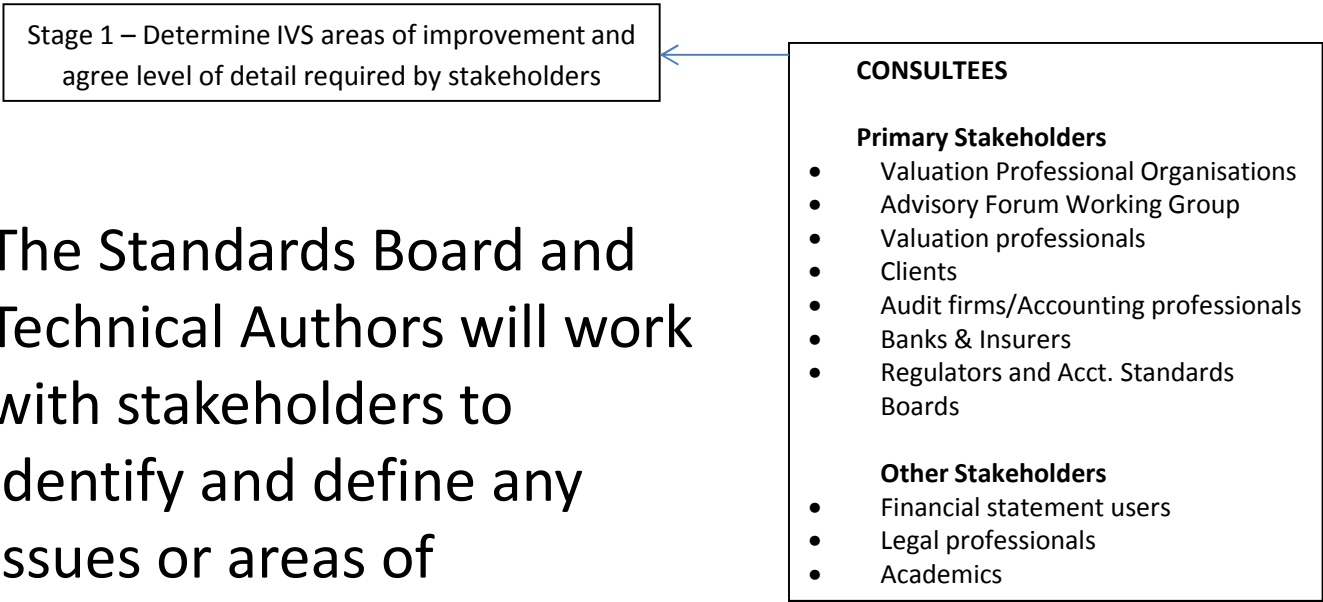 Stage 1 – Determine IVS areas of improvement and
agree level of detail required by stakeholders
The Standards Board and
Technical Authors will work
with stakeholders to
identify and define any
issues or areas of
CONSULTEES
Primary Stakeholders
• Valuation Professional Organisations
• Advisory Forum Working Group
• Valuation professionals
• Clients
• Audit firms/Accounting professionals
• Banks & Insurers
• Regulators and Acct. Standards
Boards
Other Stakeholders
• Financial statement users
• Legal professionals
• Academics